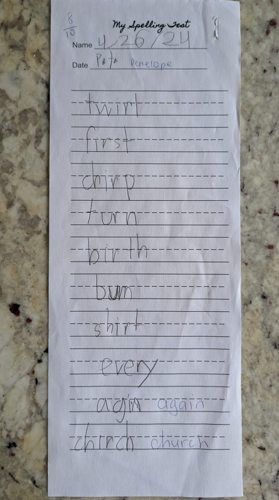 8/10
My Spelling Test
Name 4/26/24
Date Penelope
twirl
first
chirp
turn
birth
burn
shirt
every
agin again
chirch church